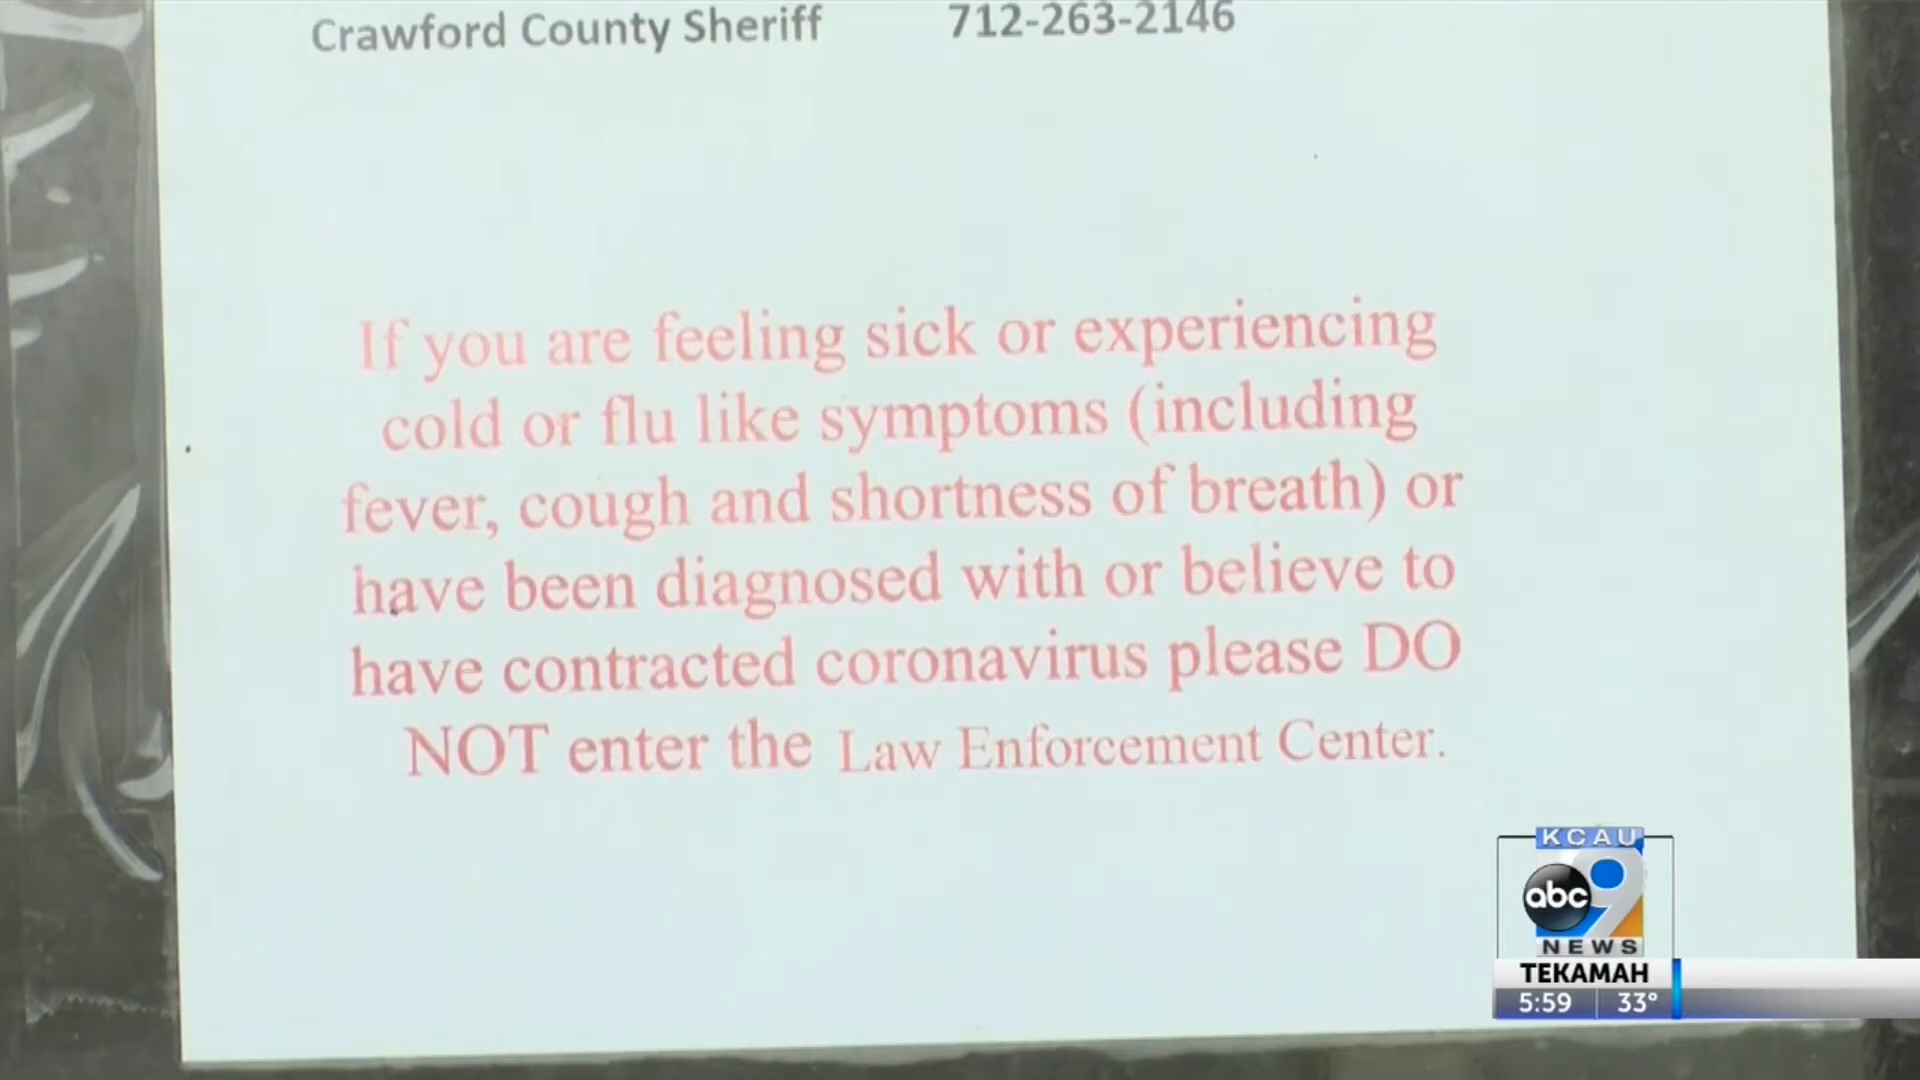 Crawford County Sheriff 712-263-2146
If you are feeling sick or experiencing
cold or flu like symptoms (including
fever, cough and shortness of breath) or
have been diagnosed with or believe to
have contracted coronavirus please DO
NOT enter the Law Enforcement Center.
KCAU
abc 9
NEWS
TEKAMAH
5:59 33°